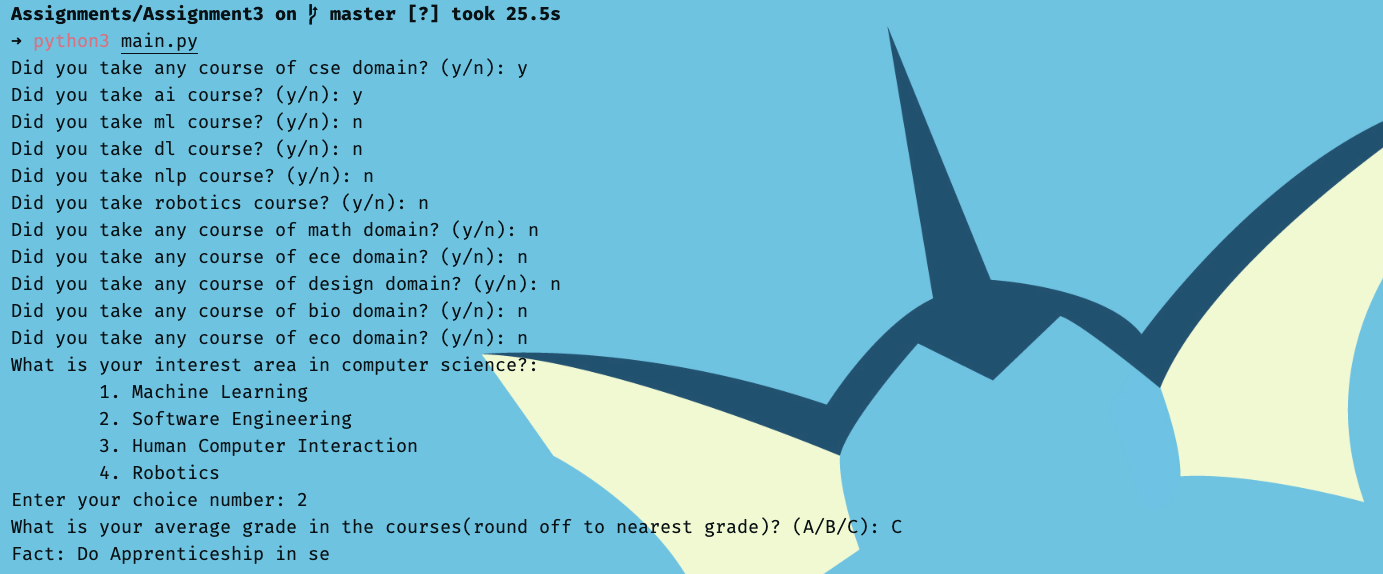 Assignments/Assignment3 on master [?] took 25.5s
→ python3 main.py
Did you take any course of cse domain? (y/n): y
Did you take ai course? (y/n): y
Did you take ml course? (y/n): n
Did you take dl course? (y/n): n
Did you take nlp course? (y/n): n
Did you take robotics course? (y/n): n
Did you take any course of math domain? (y/n): n
Did you take any course of ece domain? (y/n): n
Did you take any course of design domain? (y/n): n
Did you take any course of bio domain? (y/n): n
Did you take any course of eco domain? (y/n): n
What is your interest area in computer science?:
1. Machine Learning
2. Software Engineering
3. Human Computer Interaction
4. Robotics
Enter your choice number: 2
What is your average grade in the courses(round off to nearest grade)? (A/B/C): C
Fact: Do Apprenticeship in se